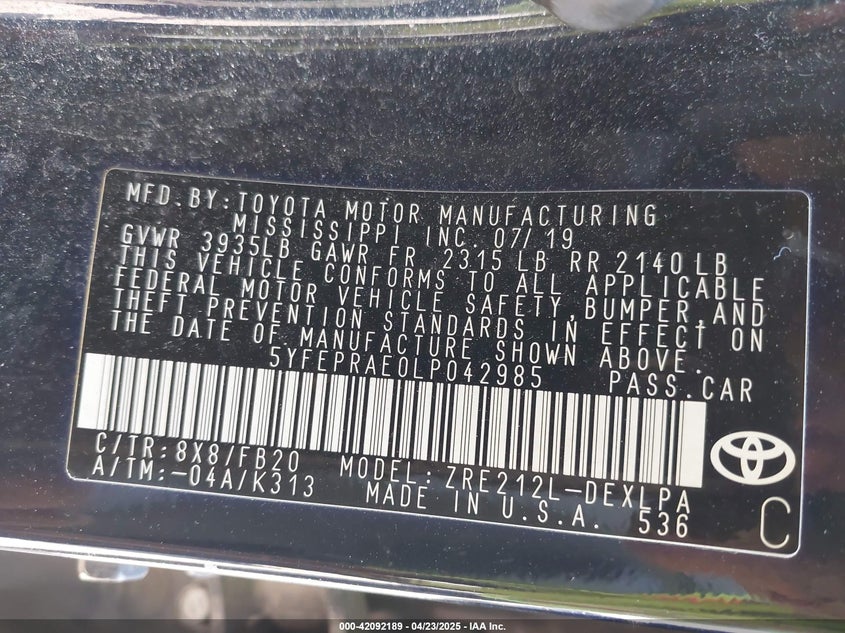 MFD.BY:TOYOTA MOTOR MANUFACTURING
MISSISSIPPI INC. 07/19
GVWR 3935LB GAWR FR 2315 LB RR 2140 LB
THIS VEHICLE CONFORMS TO ALL APPLICABLE
FEDERAL MOTOR VEHICLE SAFETY,BUMPER,AND
THEFT PREVENTION STANDARDS IN EFFECT ON
THE DATE OF MANUFACTURE SHOWN ABOVE.
5YFEPRAE0LP042985 PASS.CAR
C/TR:8X8/FB20 MODEL:ZRE212L-DEXLPA
A/TM:-04A/K313 MADE IN U.S.A. 536
C
000-42092189 - 04/23/2025 - IAA Inc.